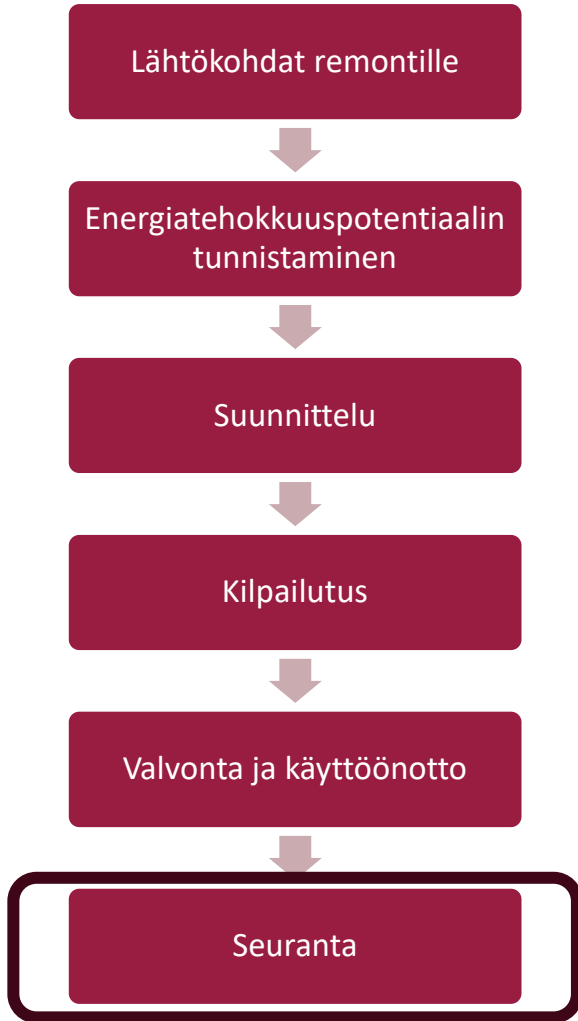 Lähtökohdat remontille
Energiatehokkuuspotentiaalin
tunnistaminen
Suunnittelu
Kilpailutus
Valvonta ja käyttöönotto
Seuranta